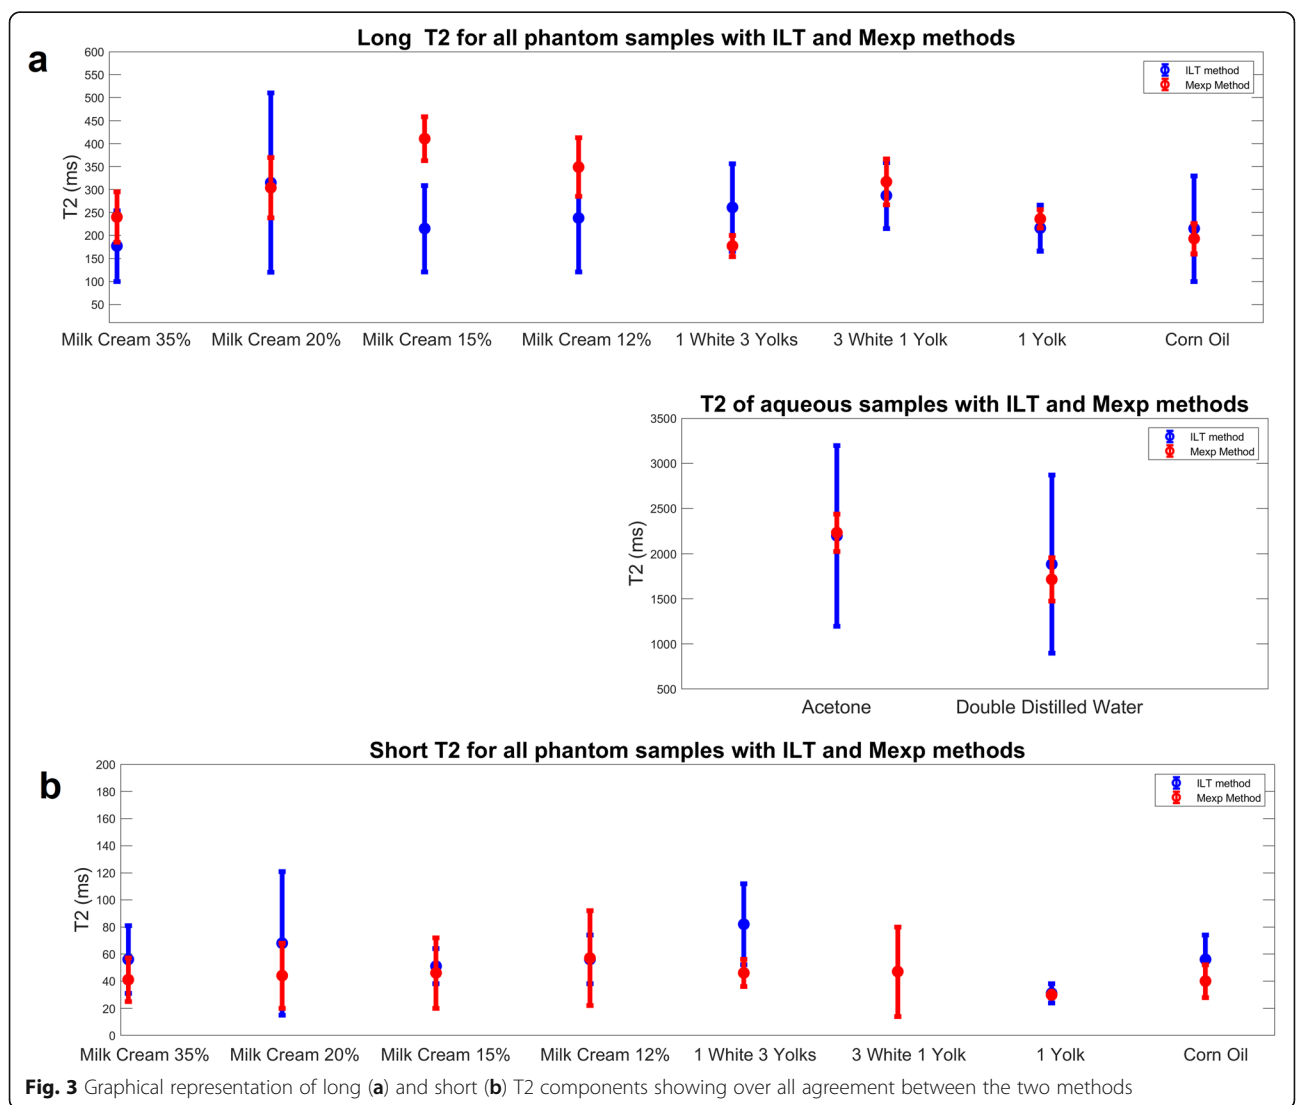 a
Long T2 for all phantom samples with ILT and Mexp methods
600
550
500
450
400
350
300
250
200
150
100
50
T2 (ms)
ILT method
Mexp Method
Milk Cream 35% Milk Cream 20% Milk Cream 15% Milk Cream 12% 1 White 3 Yolks 3 White 1 Yolk 1 Yolk Corn Oil
T2 of aqueous samples with ILT and Mexp methods
3500
3000
2500
2000
1500
1000
500
T2 (ms)
ILT method
Mexp Method
Acetone Double Distilled Water
b
Short T2 for all phantom samples with ILT and Mexp methods
200
180
160
140
120
100
80
60
40
20
0
T2 (ms)
ILT method
Mexp Method
Milk Cream 35% Milk Cream 20% Milk Cream 15% Milk Cream 12% 1 White 3 Yolks 3 White 1 Yolk 1 Yolk Corn Oil
Fig. 3 Graphical representation of long (a) and short (b) T2 components showing over all agreement between the two methods